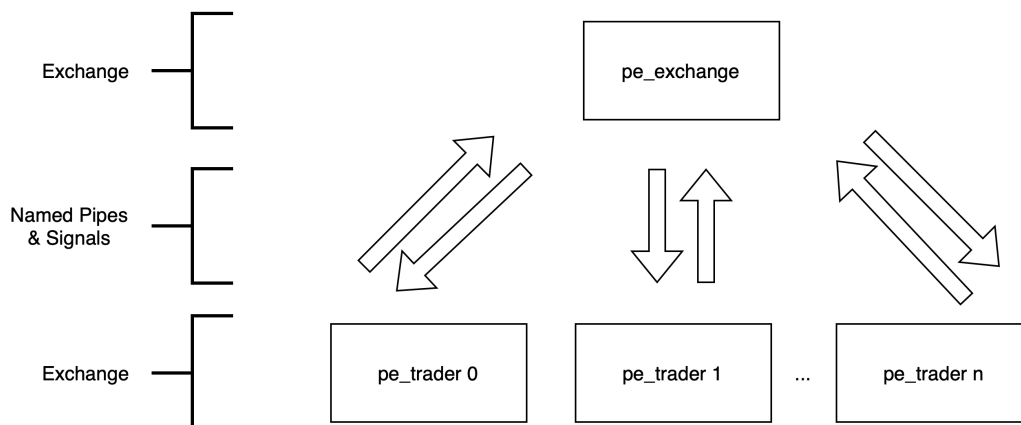 Exchange
pe_exchange
Named Pipes
& Signals
Exchange
pe_trader 0
pe_trader 1
...
pe_trader n